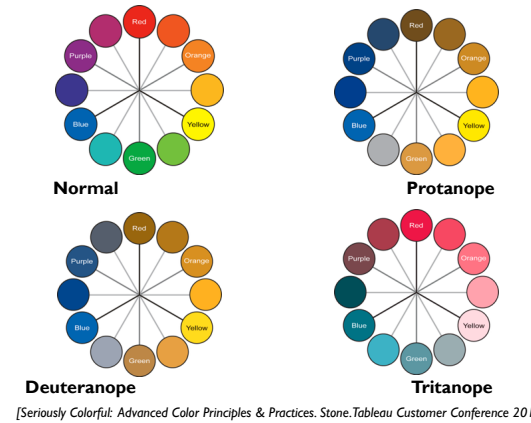 Red
Purple
Orange
Blue
Yellow
Green
Normal
Red
Purple
Orange
Blue
Yellow
Green
Protanope
Red
Purple
Orange
Blue
Yellow
Green
Deuteranope
Red
Purple
Orange
Blue
Yellow
Green
Tritanope
[Seriously Colorful: Advanced Color Principles & Practices. Stone.Tableau Customer Conference